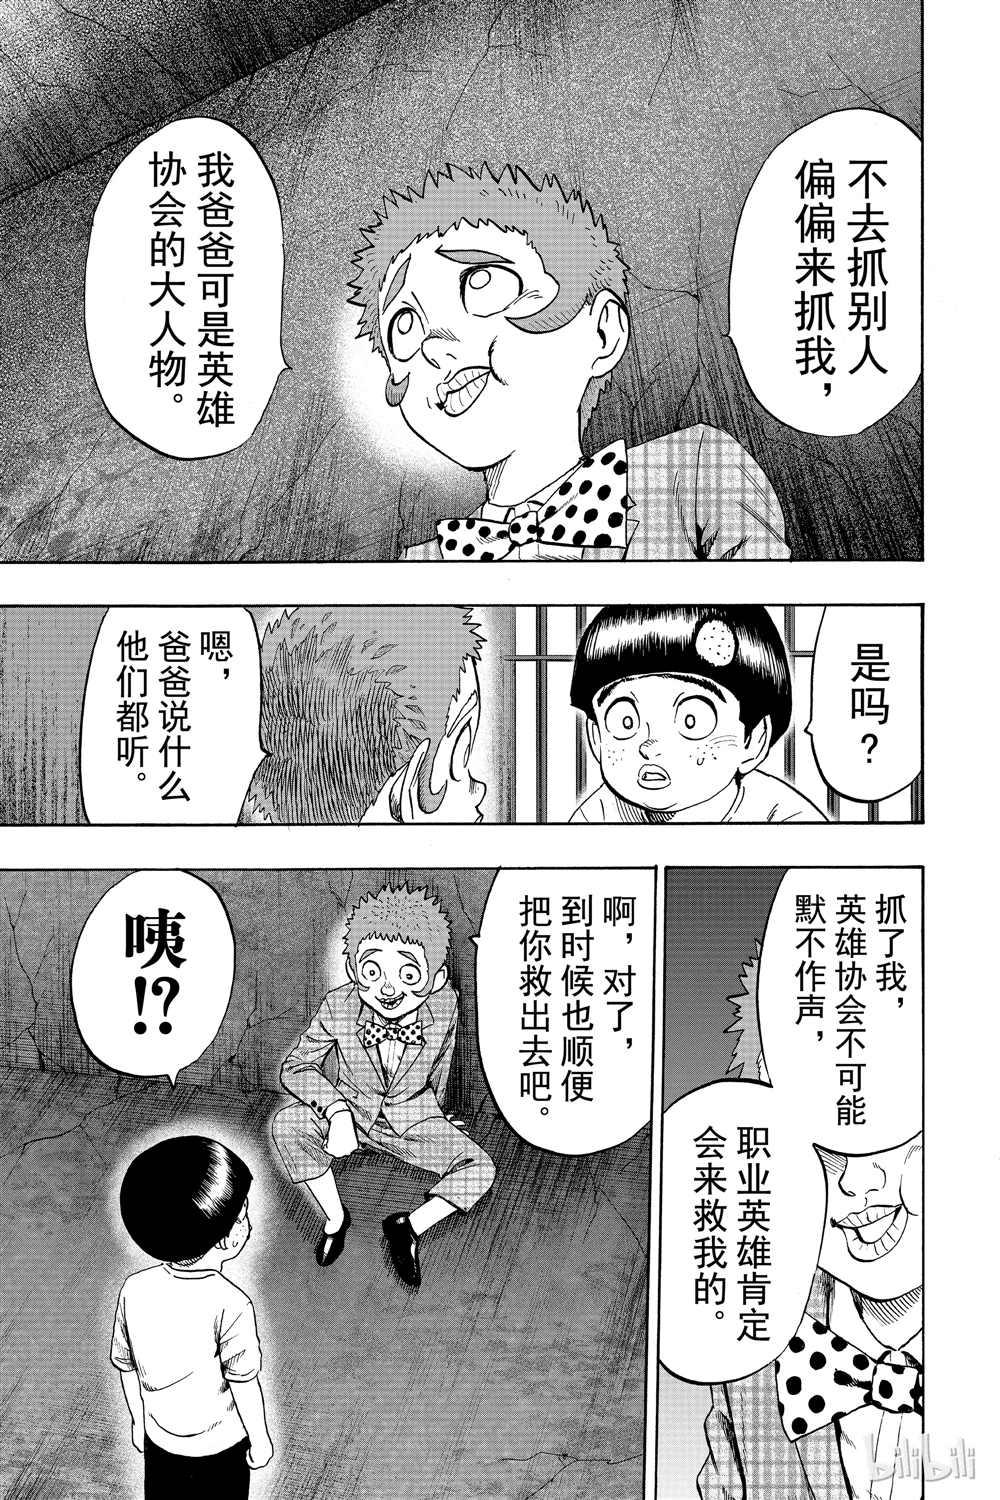 不去抓别人
偏偏来抓我，
我爸爸可是英雄
协会的大人物。
是吗？
嗯，
爸爸说什么
他们都听。
抓了我，
英雄协会不可能
默不作声，
职业英雄肯定
会来救我的。
啊，对了，
到时候也顺便
把你救出去吧。
咦!?
bilibili